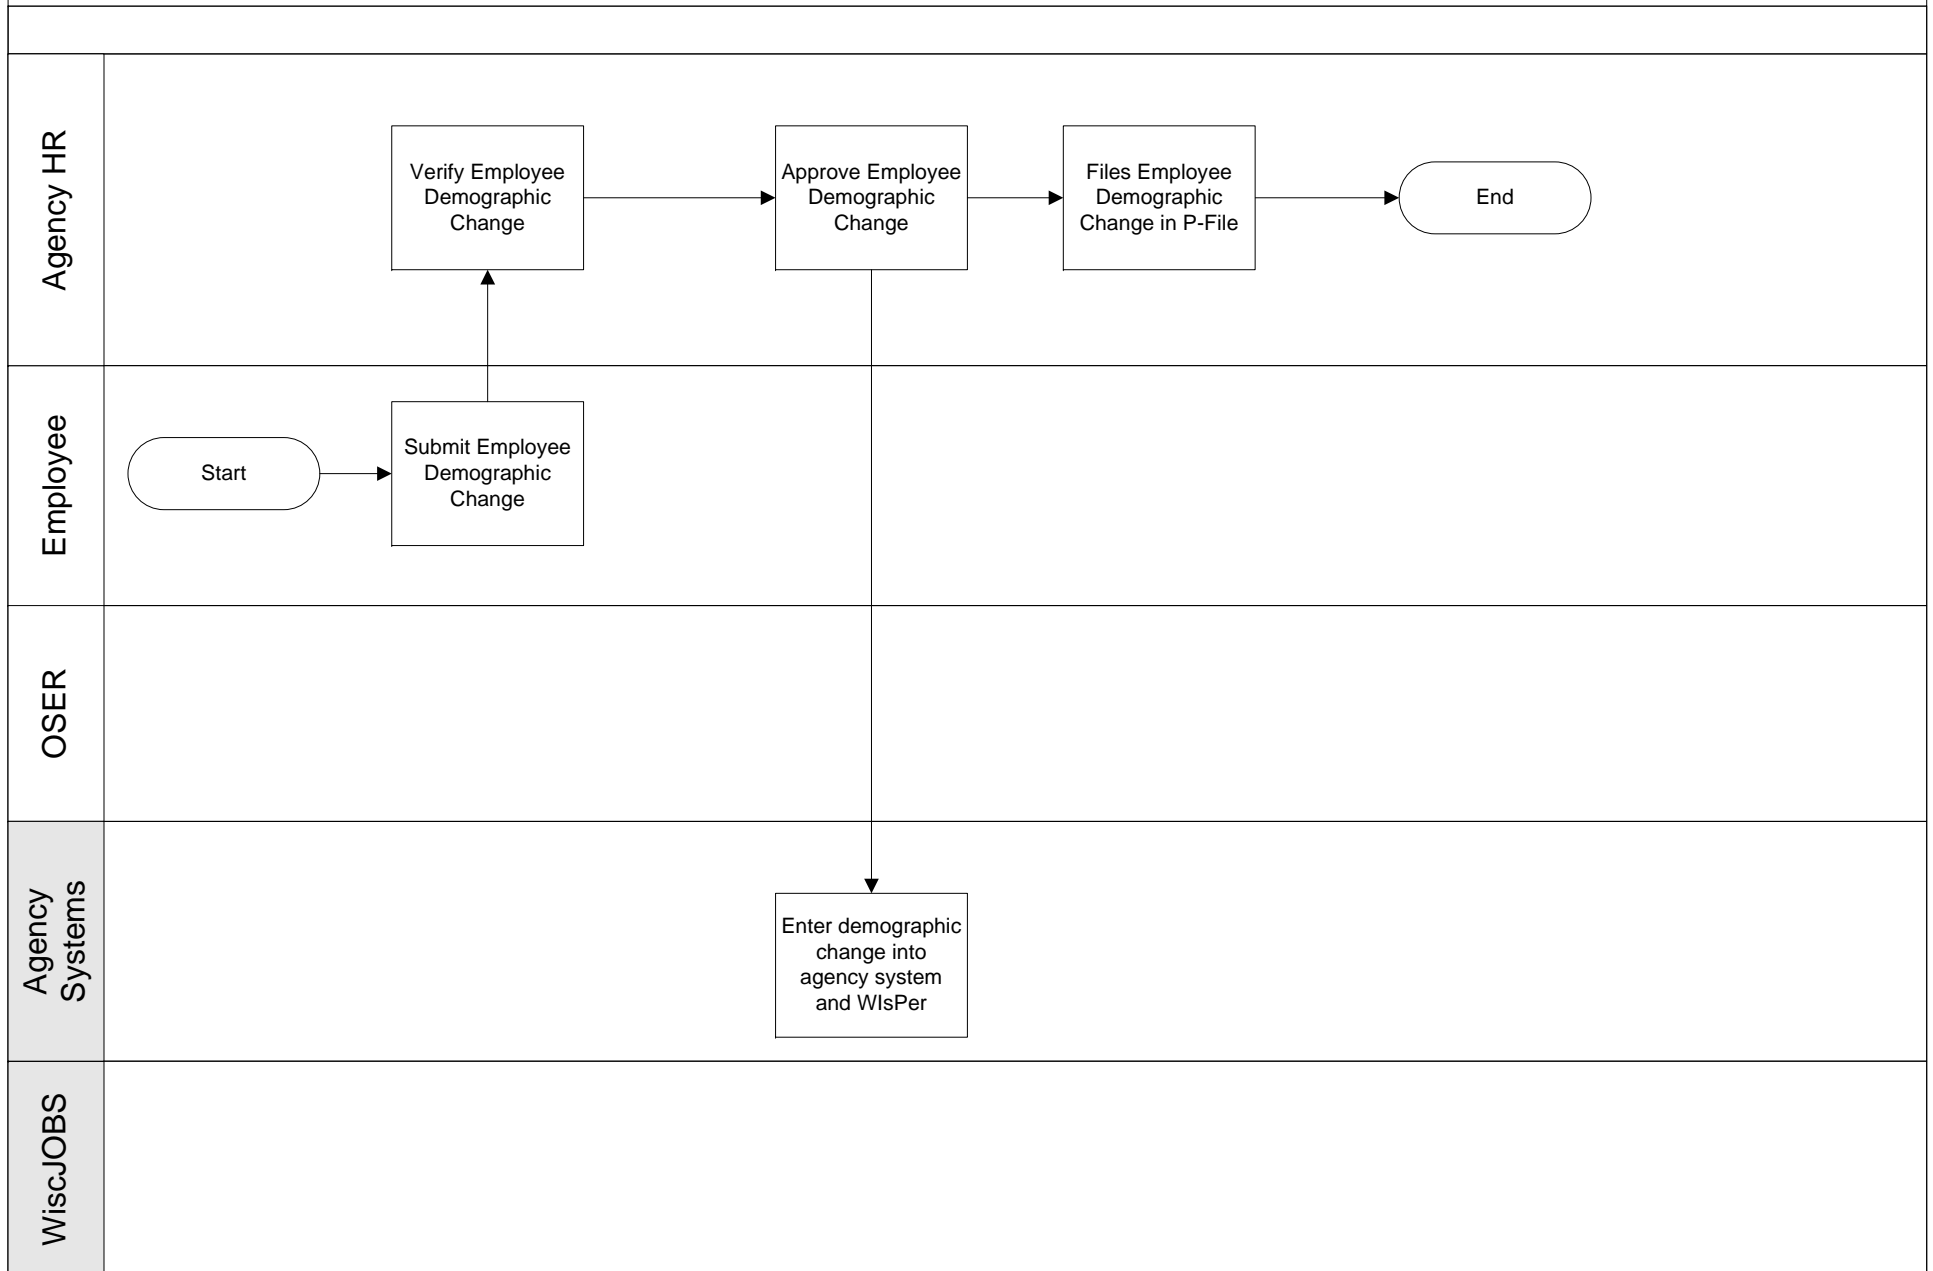 Agency HR
Verify Employee
Demographic
Change
Approve Employee
Demographic
Change
Files Employee
Demographic
Change in P-File
End
Employee
Start
Submit Employee
Demographic
Change
OSER
Agency
Systems
Enter demographic
change into
agency system
and WIsPer
WiscJOBS